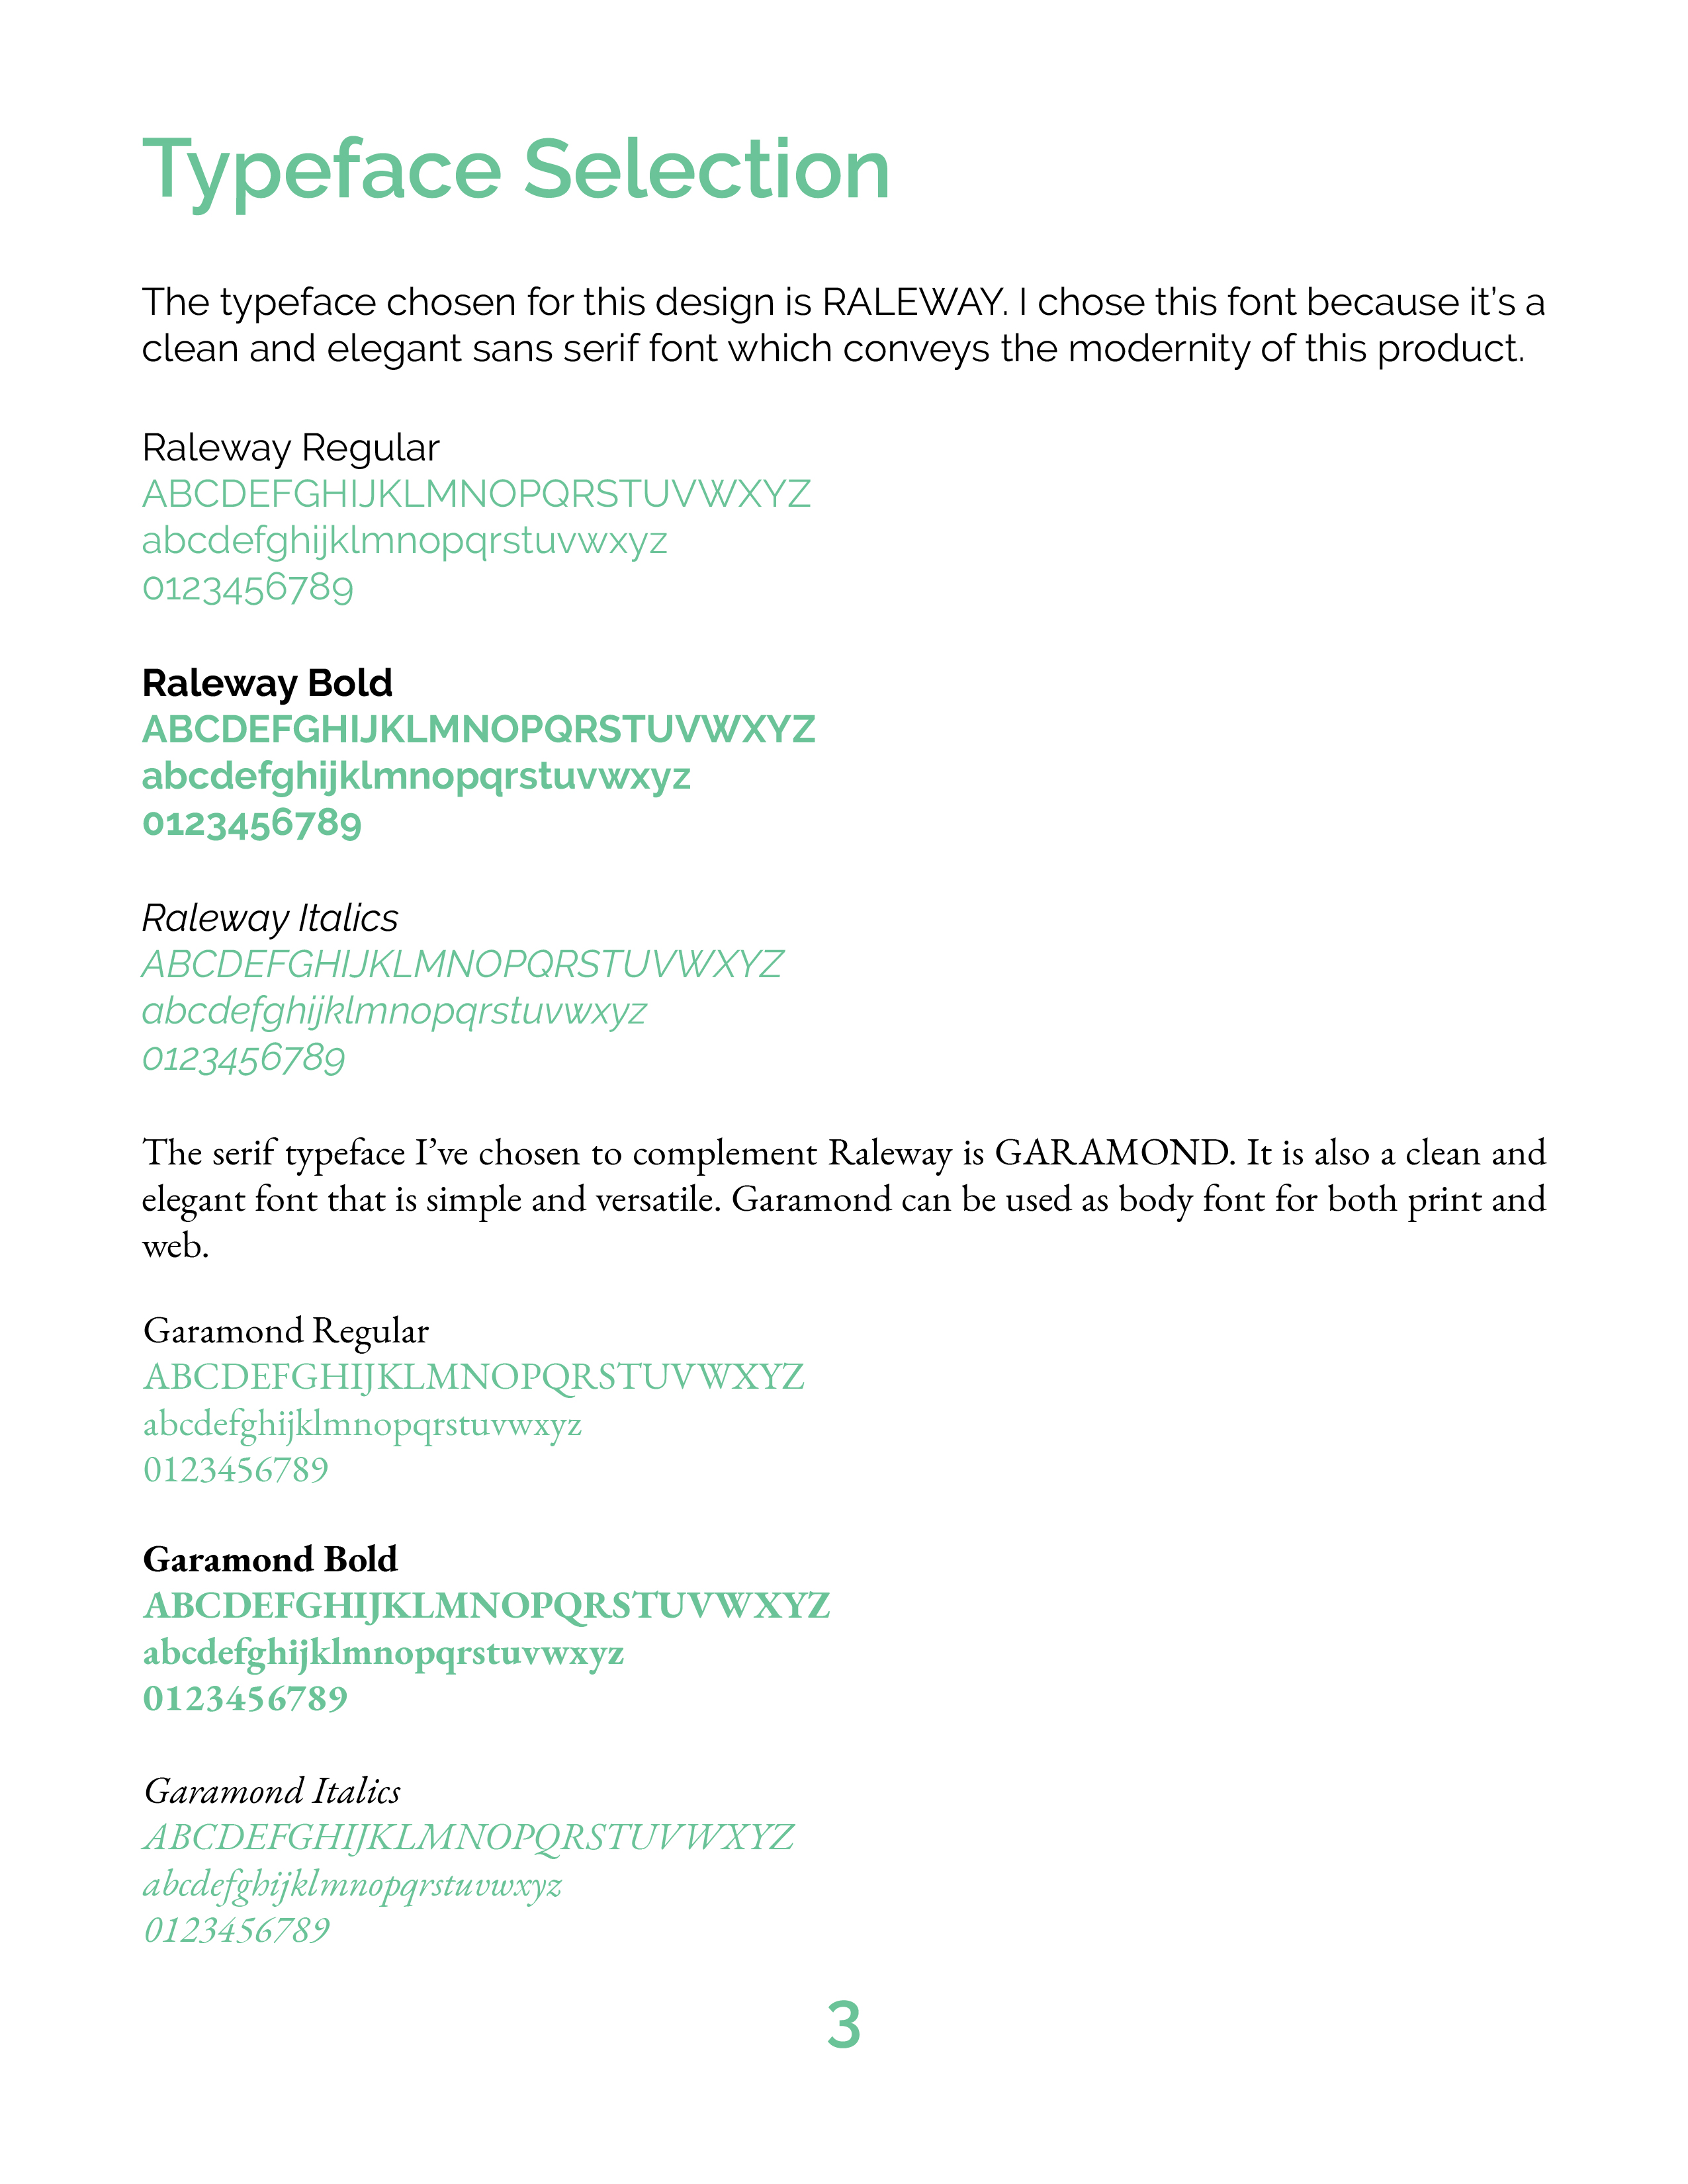 Typeface Selection
The typeface chosen for this design is RALEWAY. I chose this font because it’s a
clean and elegant sans serif font which conveys the modernity of this product.
Raleway Regular
ABCDEFGHIJKLMNOPQRSTUVWXYZ
abcdefghijklmnopqrstuvwxyz
0123456789
Raleway Bold
ABCDEFGHIJKLMNOPQRSTUVWXYZ
abcdefghijklmnopqrstuvwxyz
0123456789
Raleway Italics
ABCDEFGHIJKLMNOPQRSTUVWXYZ
abcdefghijklmnopqrstuvwxyz
0123456789
The serif typeface I’ve chosen to complement Raleway is GARAMOND. It is also a clean and
elegant font that is simple and versatile. Garamond can be used as body font for both print and
web.
Garamond Regular
ABCDEFGHIJKLMNOPQRSTUVWXYZ
abcdefghijklmnopqrstuvwxyz
0123456789
Garamond Bold
ABCDEFGHIJKLMNOPQRSTUVWXYZ
abcdefghijklmnopqrstuvwxyz
0123456789
Garamond Italics
ABCDEFGHIJKLMNOPQRSTUVWXYZ
abcdefghijklmnopqrstuvwxyz
0123456789
3